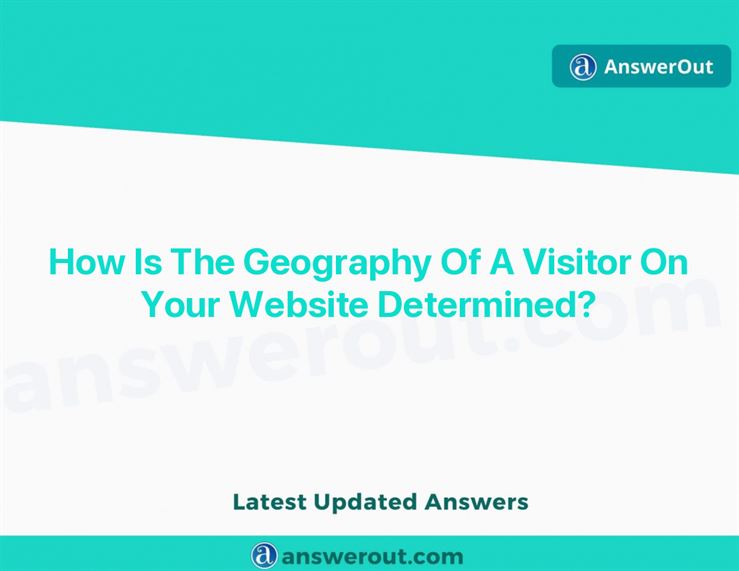 AnswerOut
How Is The Geography Of A Visitor On
Your Website Determined?
answerout.com
Latest Updated Answers
answerout.com